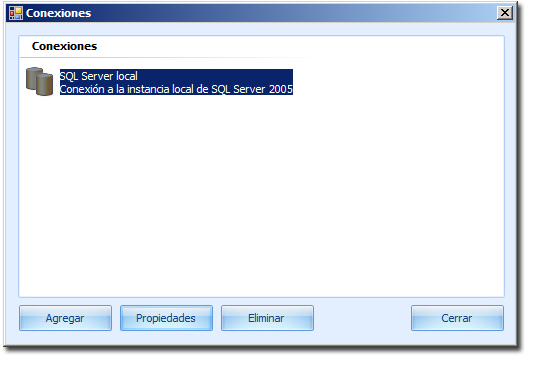 Conexiones
Conexiones
SQL Server local
Conexión a la instancia local de SQL Server 2005
Agregar
Propiedades
Eliminar
Cerrar